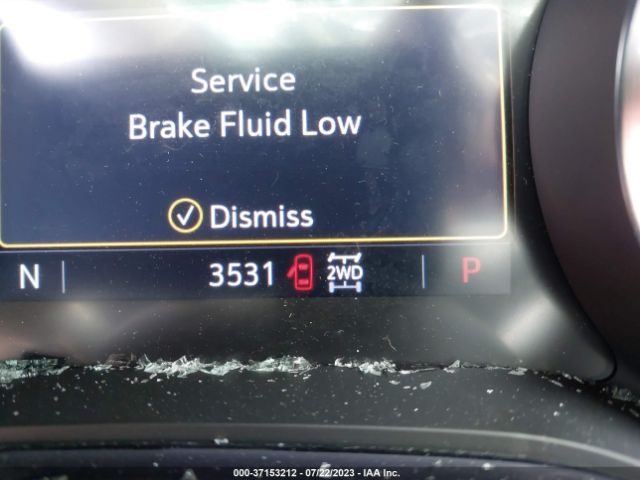 Service
Brake Fluid Low
Dismiss
N 3531 2WD P
000-37153212 - 07/22/2023 - IAA Inc.